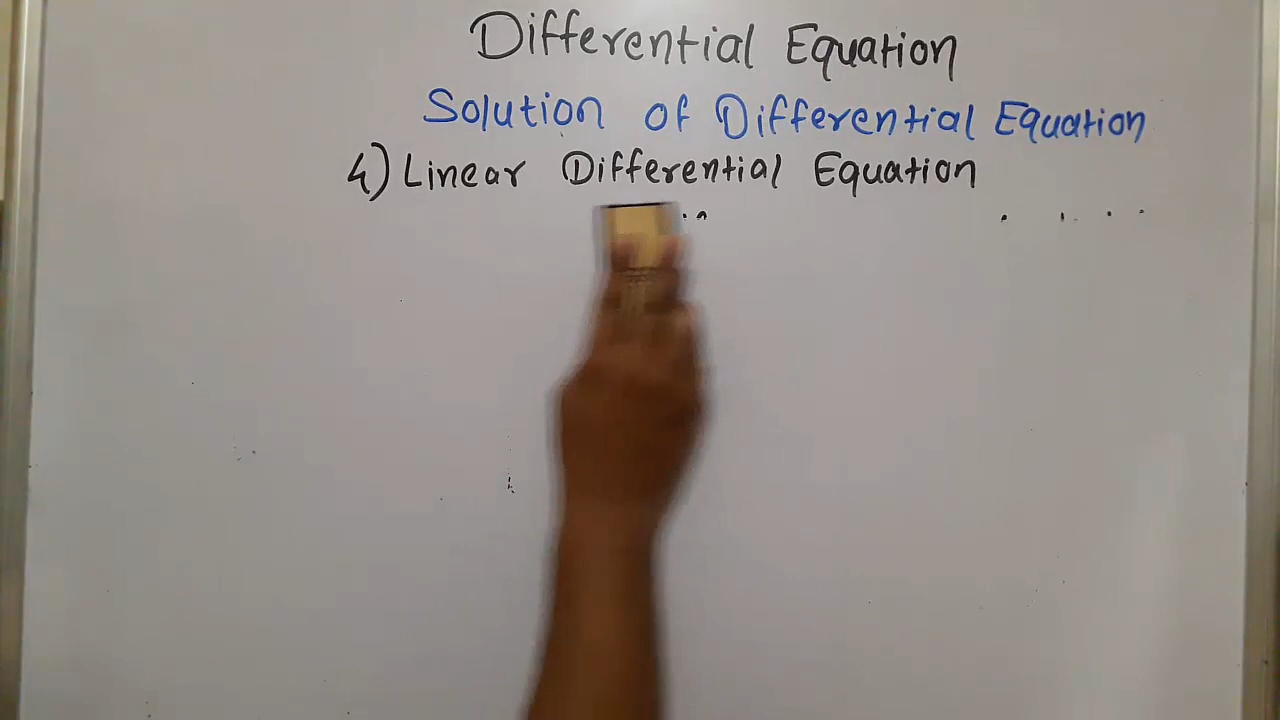 Differential Equation
Solution of Differential Equation
4) Linear Differential Equation